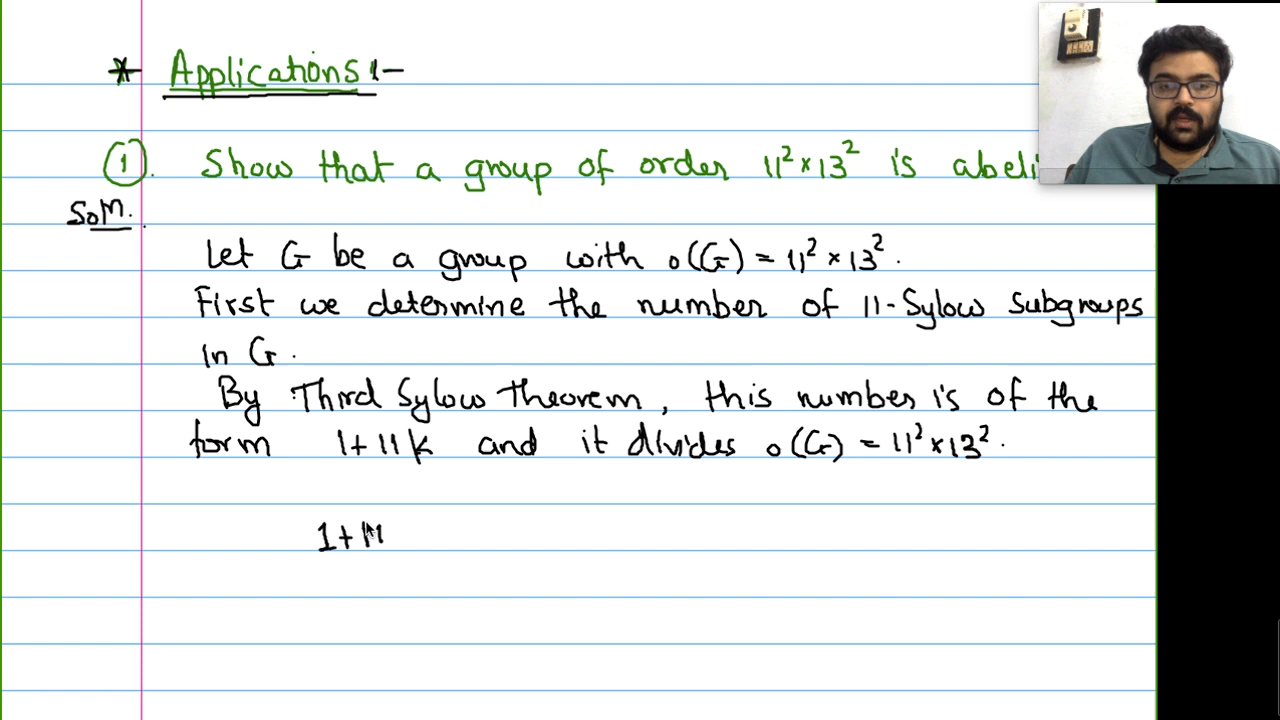 * Applications :-
①. Show that a group of order 11² × 13² is abeli
Solⁿ.
Let G be a group with o(G) = 11² × 13².
First we determine the number of 11-Sylow subgroups
in G.
By Third Sylow Theorem, this number is of the
form 1+11k and it divides o(G) = 11² × 13².
1+11